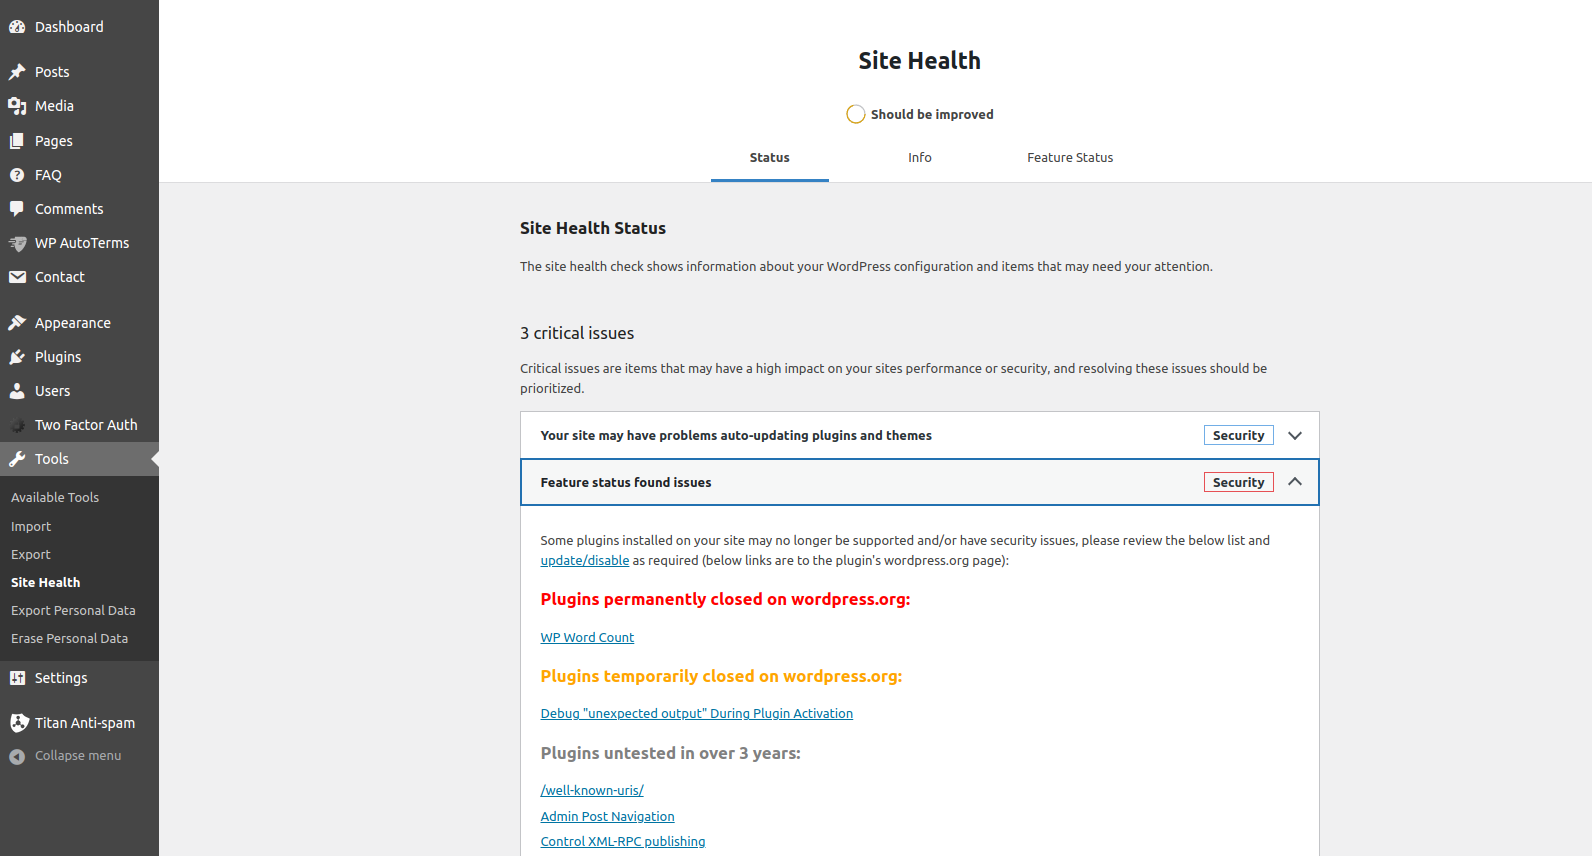 Dashboard
Posts
Media
Pages
FAQ
Comments
WP AutoTerms
Contact
Appearance
Plugins
Users
Two Factor Auth
Tools
Available Tools
Import
Export
Site Health
Export Personal Data
Erase Personal Data
Settings
Titan Anti-spam
Collapse menu
Site Health
Should be improved
Status
Info
Feature Status
Site Health Status
The site health check shows information about your WordPress configuration and items that may need your attention.
3 critical issues
Critical issues are items that may have a high impact on your sites performance or security, and resolving these issues should be
prioritized.
Your site may have problems auto-updating plugins and themes
Security
Feature status found issues
Security
Some plugins installed on your site may no longer be supported and/or have security issues, please review the below list and
update/disable as required (below links are to the plugin's wordpress.org page):
Plugins permanently closed on wordpress.org:
WP Word Count
Plugins temporarily closed on wordpress.org:
Debug "unexpected output" During Plugin Activation
Plugins untested in over 3 years:
/well-known-uris/
Admin Post Navigation
Control XML-RPC publishing